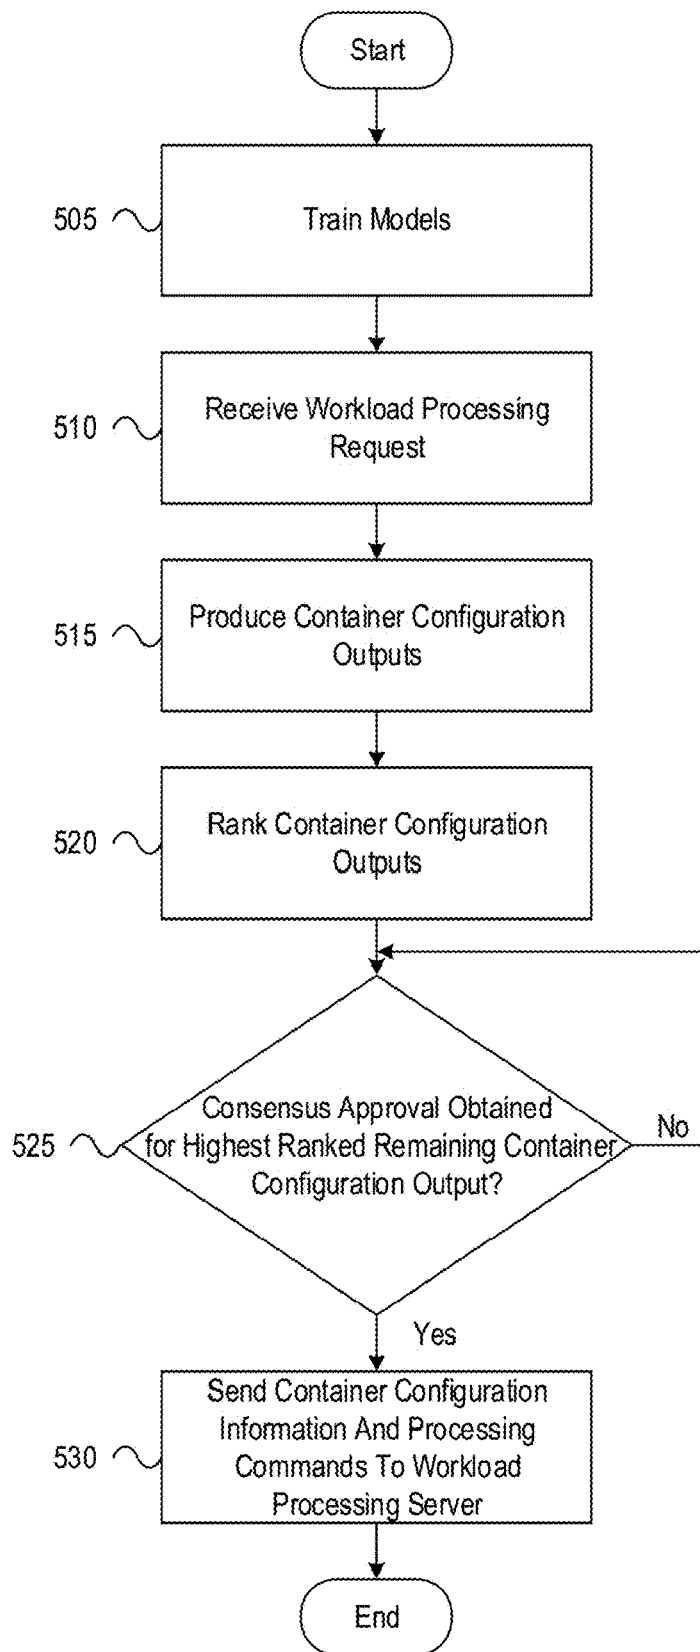 Start
505
Train Models
510
Receive Workload Processing
Request
515
Produce Container Configuration
Outputs
520
Rank Container Configuration
Outputs
525
Consensus Approval Obtained
for Highest Ranked Remaining Container
Configuration Output?
No
Yes
530
Send Container Configuration
Information And Processing
Commands To Workload
Processing Server
End